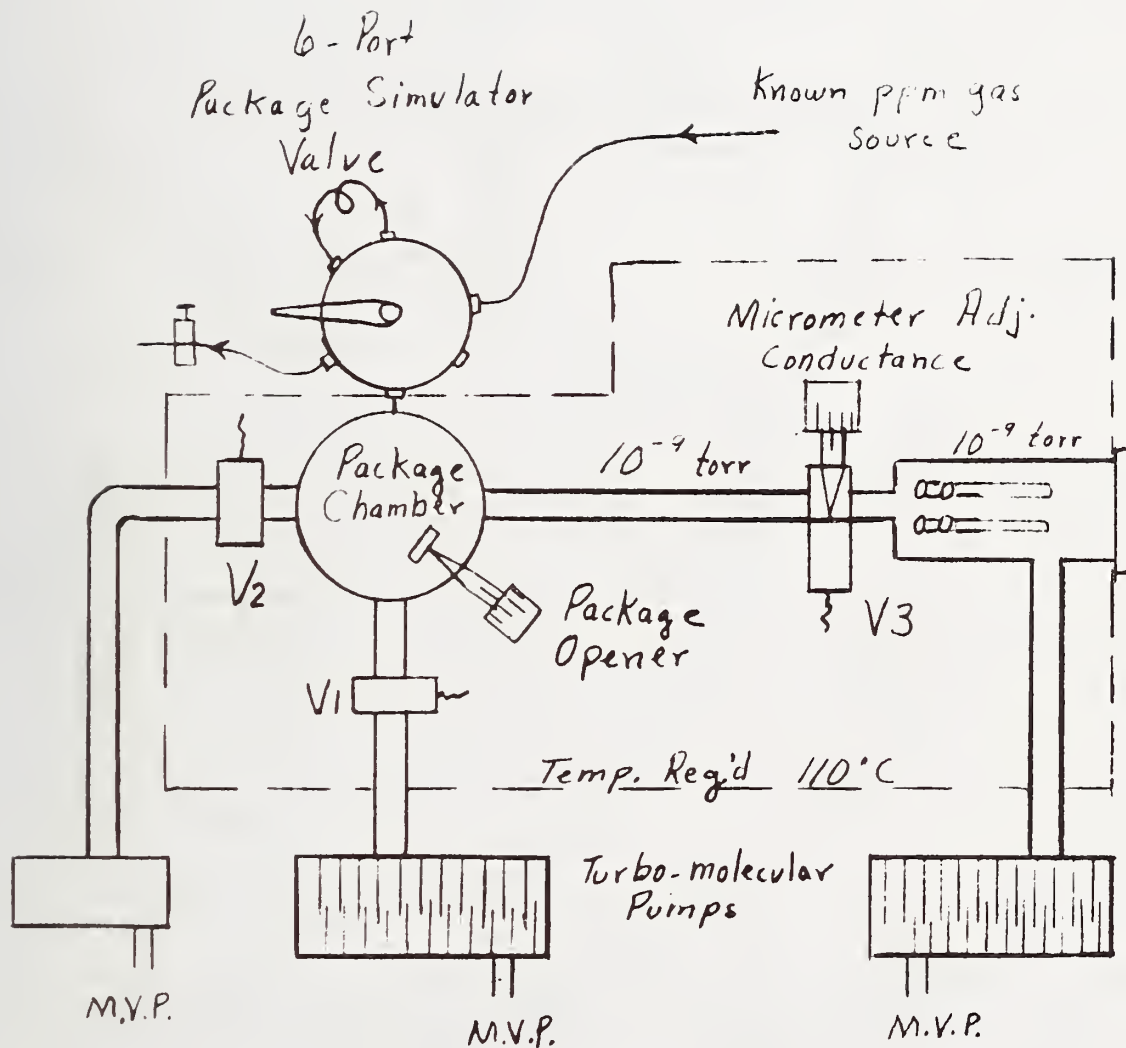 6-Port
Package Simulator
Valve
Known ppm gas
source
Micrometer Adj.
Conductance
10⁻⁹ torr
10⁻⁹ torr
Package
Chamber
V2
V3
Package
Opener
V1
Temp. Reg'd 110°C
Turbo-molecular
Pumps
M.V.P.
M.V.P.
M.V.P.